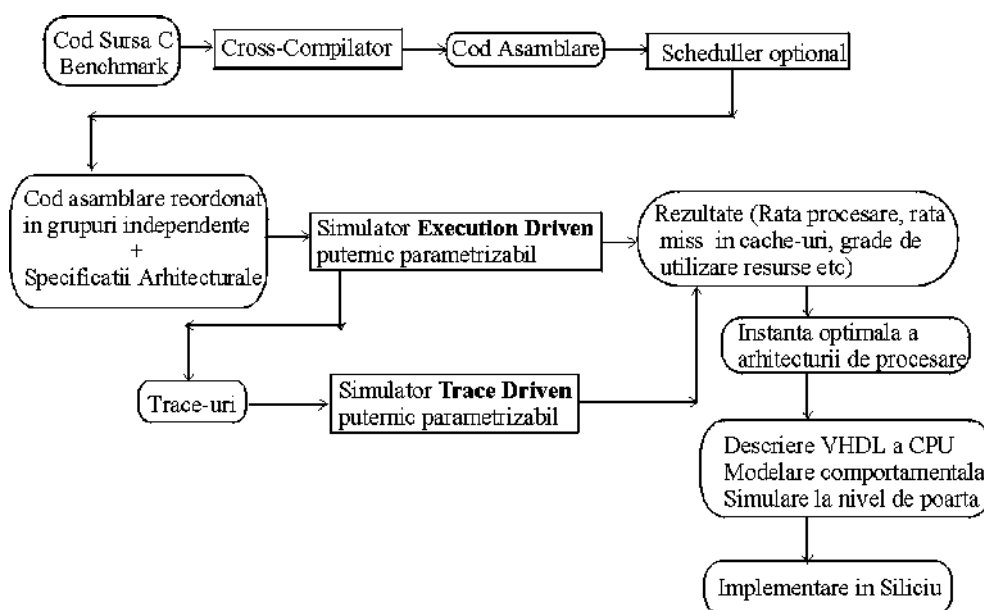 Cod Sursa C
Benchmark
Cross-Compilator
Cod Asamblare
Scheduller optional
Cod asamblare reordonat
in grupuri independente
+
Specificatii Arhitecturale
Simulator Execution Driven
puternic parametrizabil
Rezultate (Rata procesare, rata
miss in cache-uri, grade de
utilizare resurse etc)
Instanta optimala a
arhitecturii de procesare
Trace-uri
Simulator Trace Driven
puternic parametrizabil
Descriere VHDL a CPU
Modelare comportamentala
Simulare la nivel de poarta
Implementare in Siliciu